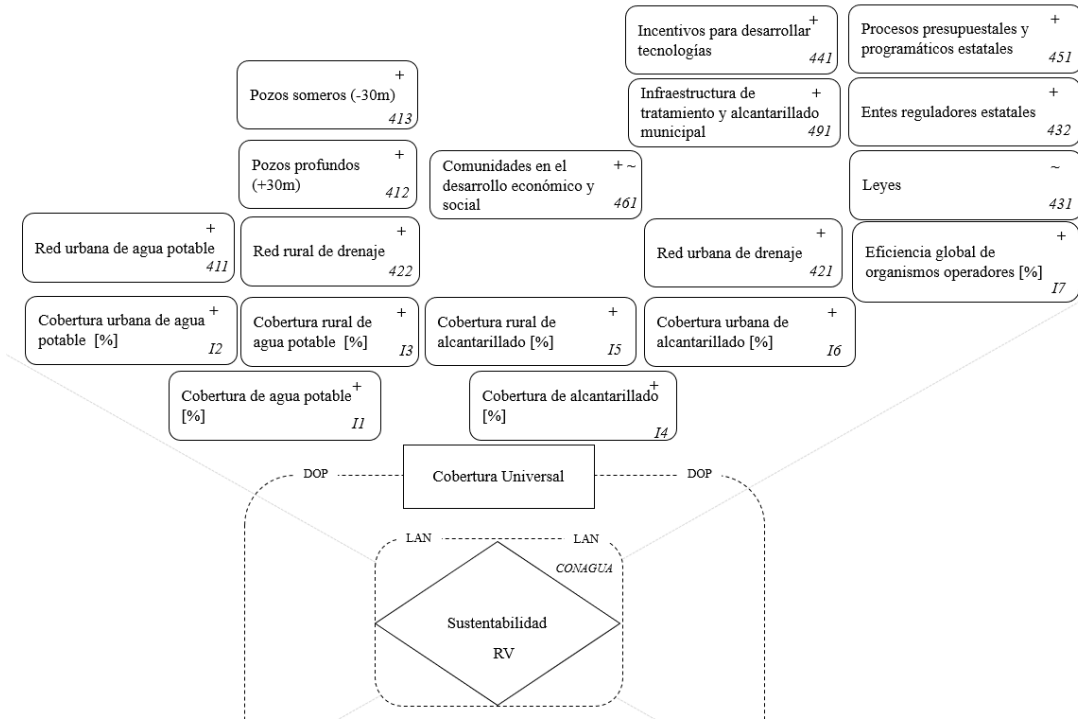 Incentivos para desarrollar
tecnologías
+
441
Procesos presupuestales y
programáticos estatales
+
451
Pozos someros (-30m)
+
413
Infraestructura de
tratamiento y alcantarillado
municipal
+
491
Entes reguladores estatales
+
432
Pozos profundos
(+30m)
+
412
Comunidades en el
desarrollo económico y
social
+ ~
461
Leyes
~
431
Red urbana de agua potable
+
411
Red rural de drenaje
+
422
Red urbana de drenaje
+
421
Eficiencia global de
organismos operadores [%]
+
I7
Cobertura urbana de agua
potable [%]
+
I2
Cobertura rural de
agua potable [%]
+
I3
Cobertura rural de
alcantarillado [%]
+
I5
Cobertura urbana de
alcantarillado [%]
+
I6
Cobertura de agua potable
[%]
+
I1
Cobertura de alcantarillado
[%]
+
I4
DOP
Cobertura Universal
DOP
LAN
LAN
CONAGUA
Sustentabilidad
RV